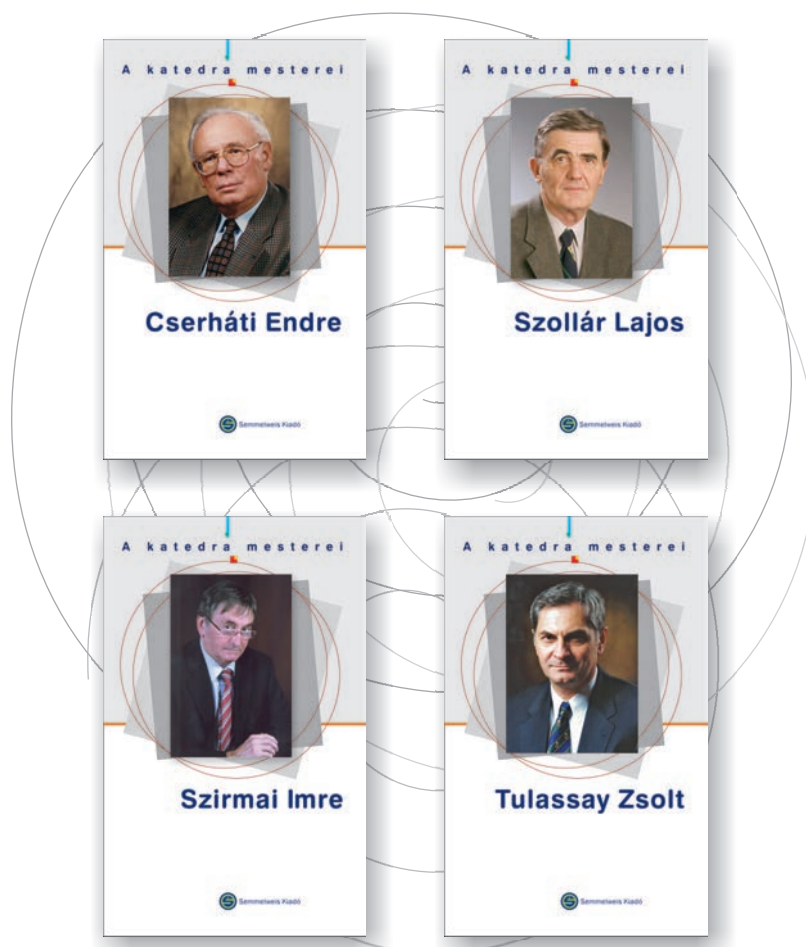 A katedra mesterei
Cserháti Endre
Semmelweis Kiadó
A katedra mesterei
Szollár Lajos
Semmelweis Kiadó
A katedra mesterei
Szirmai Imre
Semmelweis Kiadó
A katedra mesterei
Tulassay Zsolt
Semmelweis Kiadó